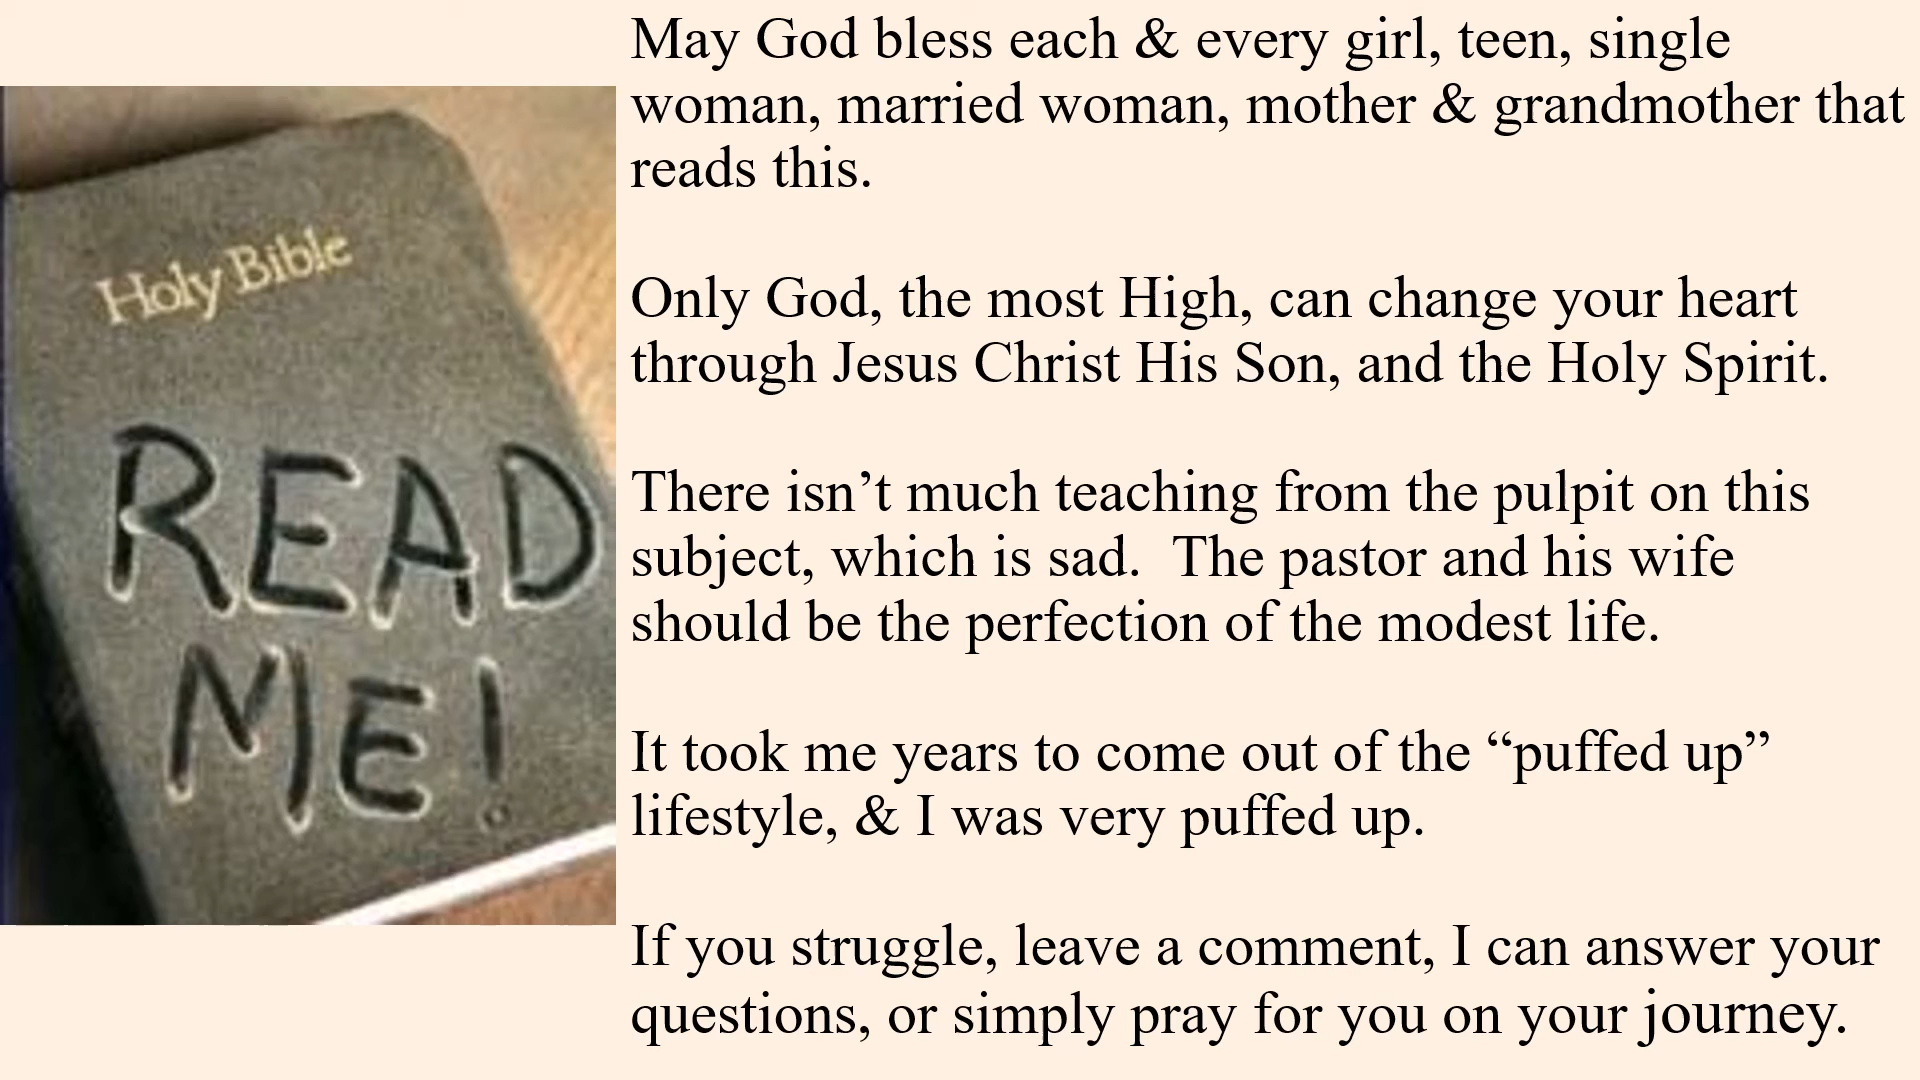 Holy Bible
READ
ME!
May God bless each & every girl, teen, single
woman, married woman, mother & grandmother that
reads this.
Only God, the most High, can change your heart
through Jesus Christ His Son, and the Holy Spirit.
There isn’t much teaching from the pulpit on this
subject, which is sad.  The pastor and his wife
should be the perfection of the modest life.
It took me years to come out of the “puffed up”
lifestyle, & I was very puffed up.
If you struggle, leave a comment, I can answer your
questions, or simply pray for you on your journey.